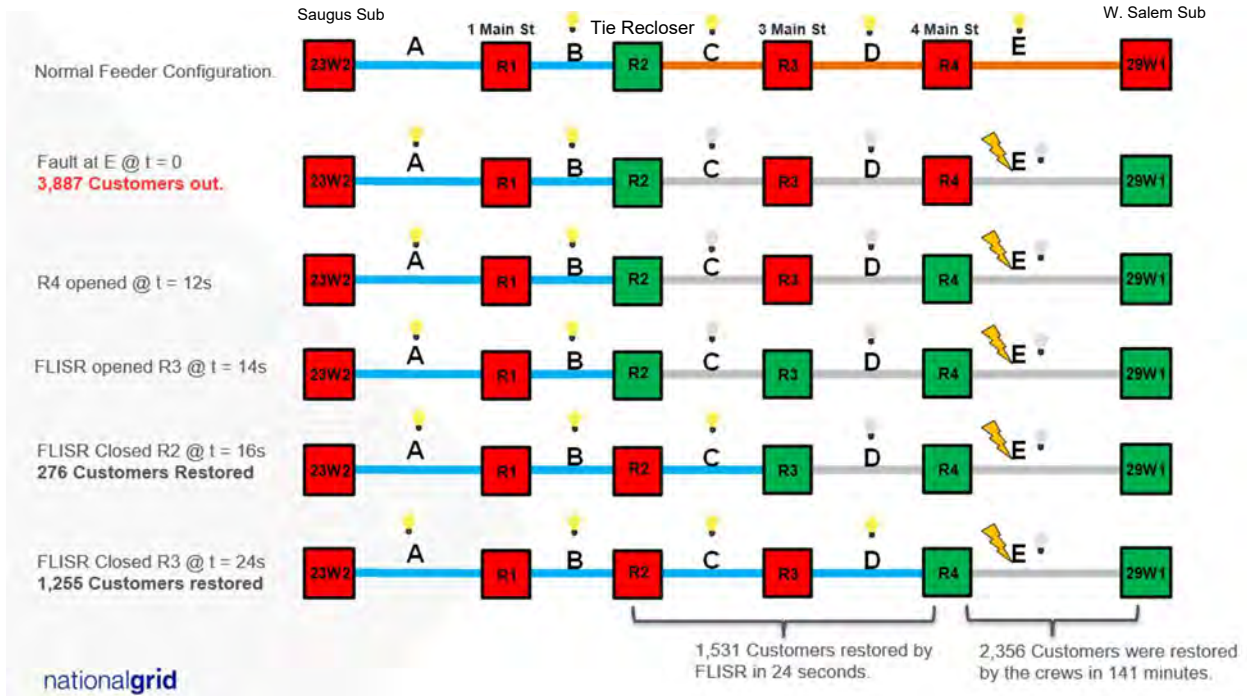 Saugus Sub
W. Salem Sub
1 Main St
Tie Recloser
3 Main St
4 Main St
Normal Feeder Configuration.
23W2
A
R1
B
R2
C
R3
D
R4
E
29W1
Fault at E @ t = 0
3,887 Customers out.
23W2
A
R1
B
R2
C
R3
D
R4
E
29W1
R4 opened @ t = 12s
23W2
A
R1
B
R2
C
R3
D
R4
E
29W1
FLISR opened R3 @ t = 14s
23W2
A
R1
B
R2
C
R3
D
R4
E
29W1
FLISR Closed R2 @ t = 16s
276 Customers Restored
23W2
A
R1
B
R2
C
R3
D
R4
E
29W1
FLISR Closed R3 @ t = 24s
1,255 Customers restored
23W2
A
R1
B
R2
C
R3
D
R4
E
29W1
1,531 Customers restored by
FLISR in 24 seconds.
2,356 Customers were restored
by the crews in 141 minutes.
nationalgrid